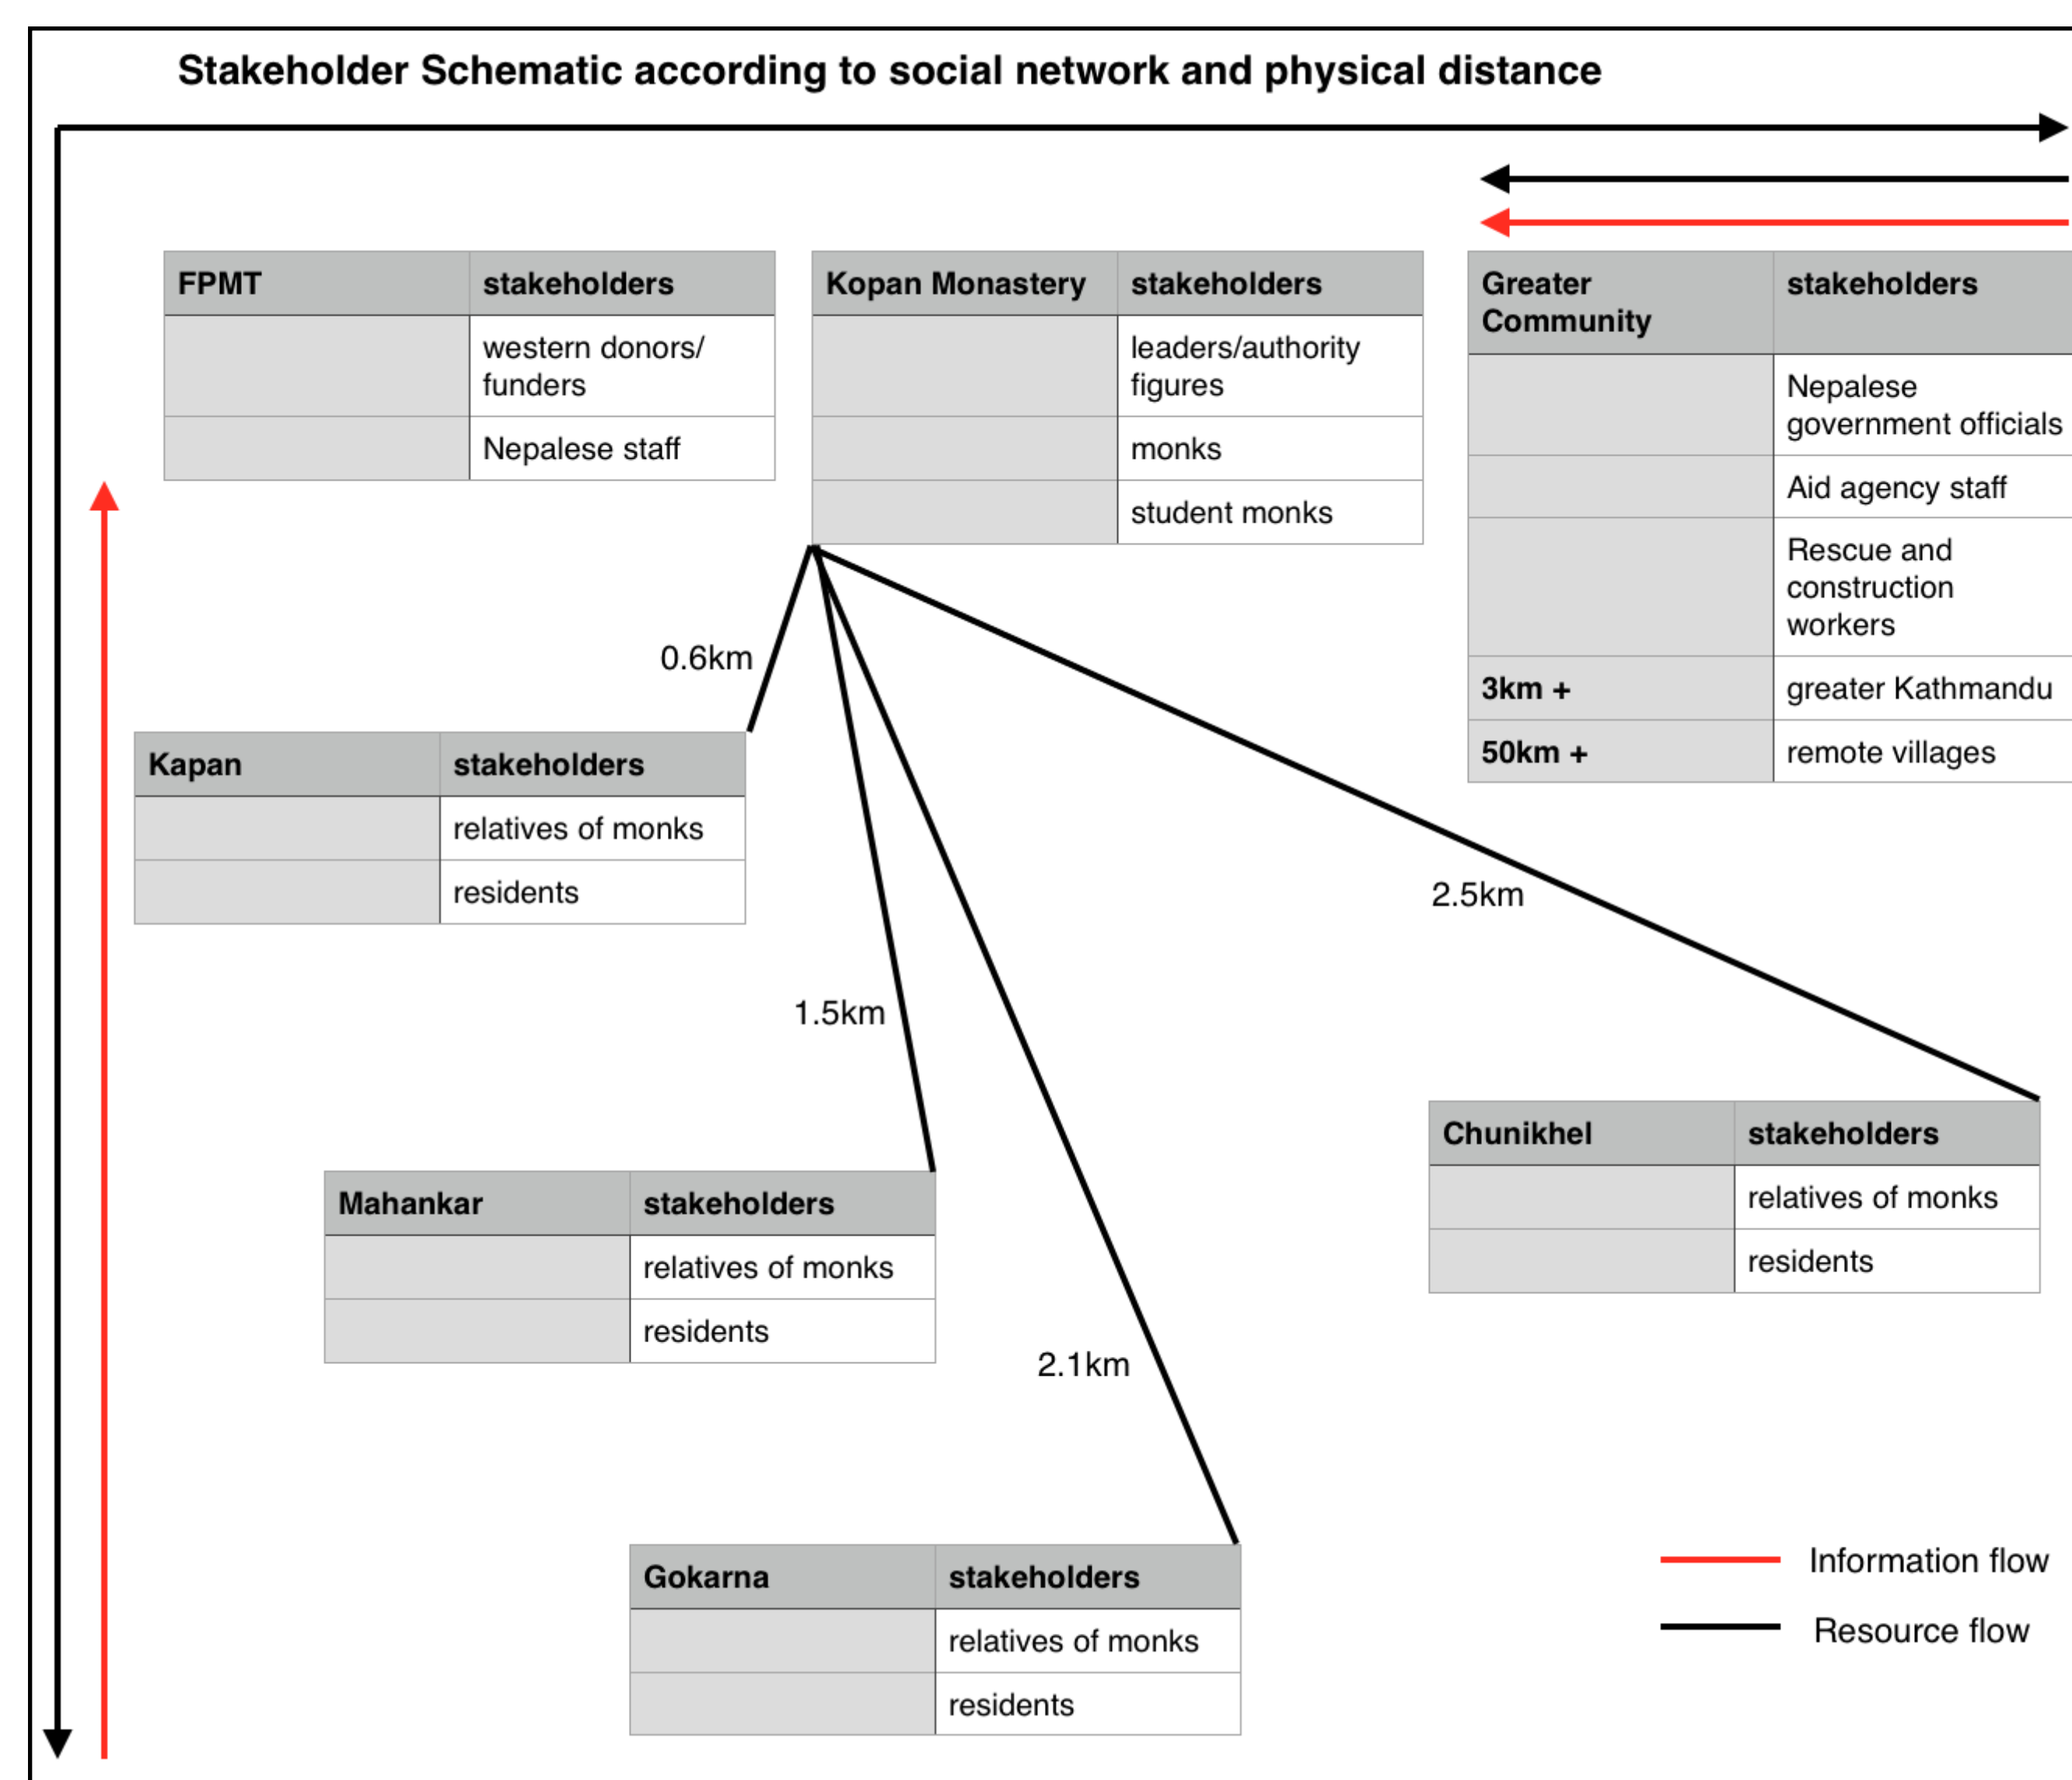 Stakeholder Schematic according to social network and physical distance
FPMT stakeholders
western donors/
funders
Nepalese staff
Kopan Monastery stakeholders
leaders/authority
figures
monks
student monks
Greater
Community
stakeholders
Nepalese
government officials
Aid agency staff
Rescue and
construction
workers
3km + greater Kathmandu
50km + remote villages
0.6km
Kapan stakeholders
relatives of monks
residents
2.5km
1.5km
Chunikhel stakeholders
relatives of monks
residents
Mahankar stakeholders
relatives of monks
residents
2.1km
Gokarna stakeholders
relatives of monks
residents
Information flow
Resource flow